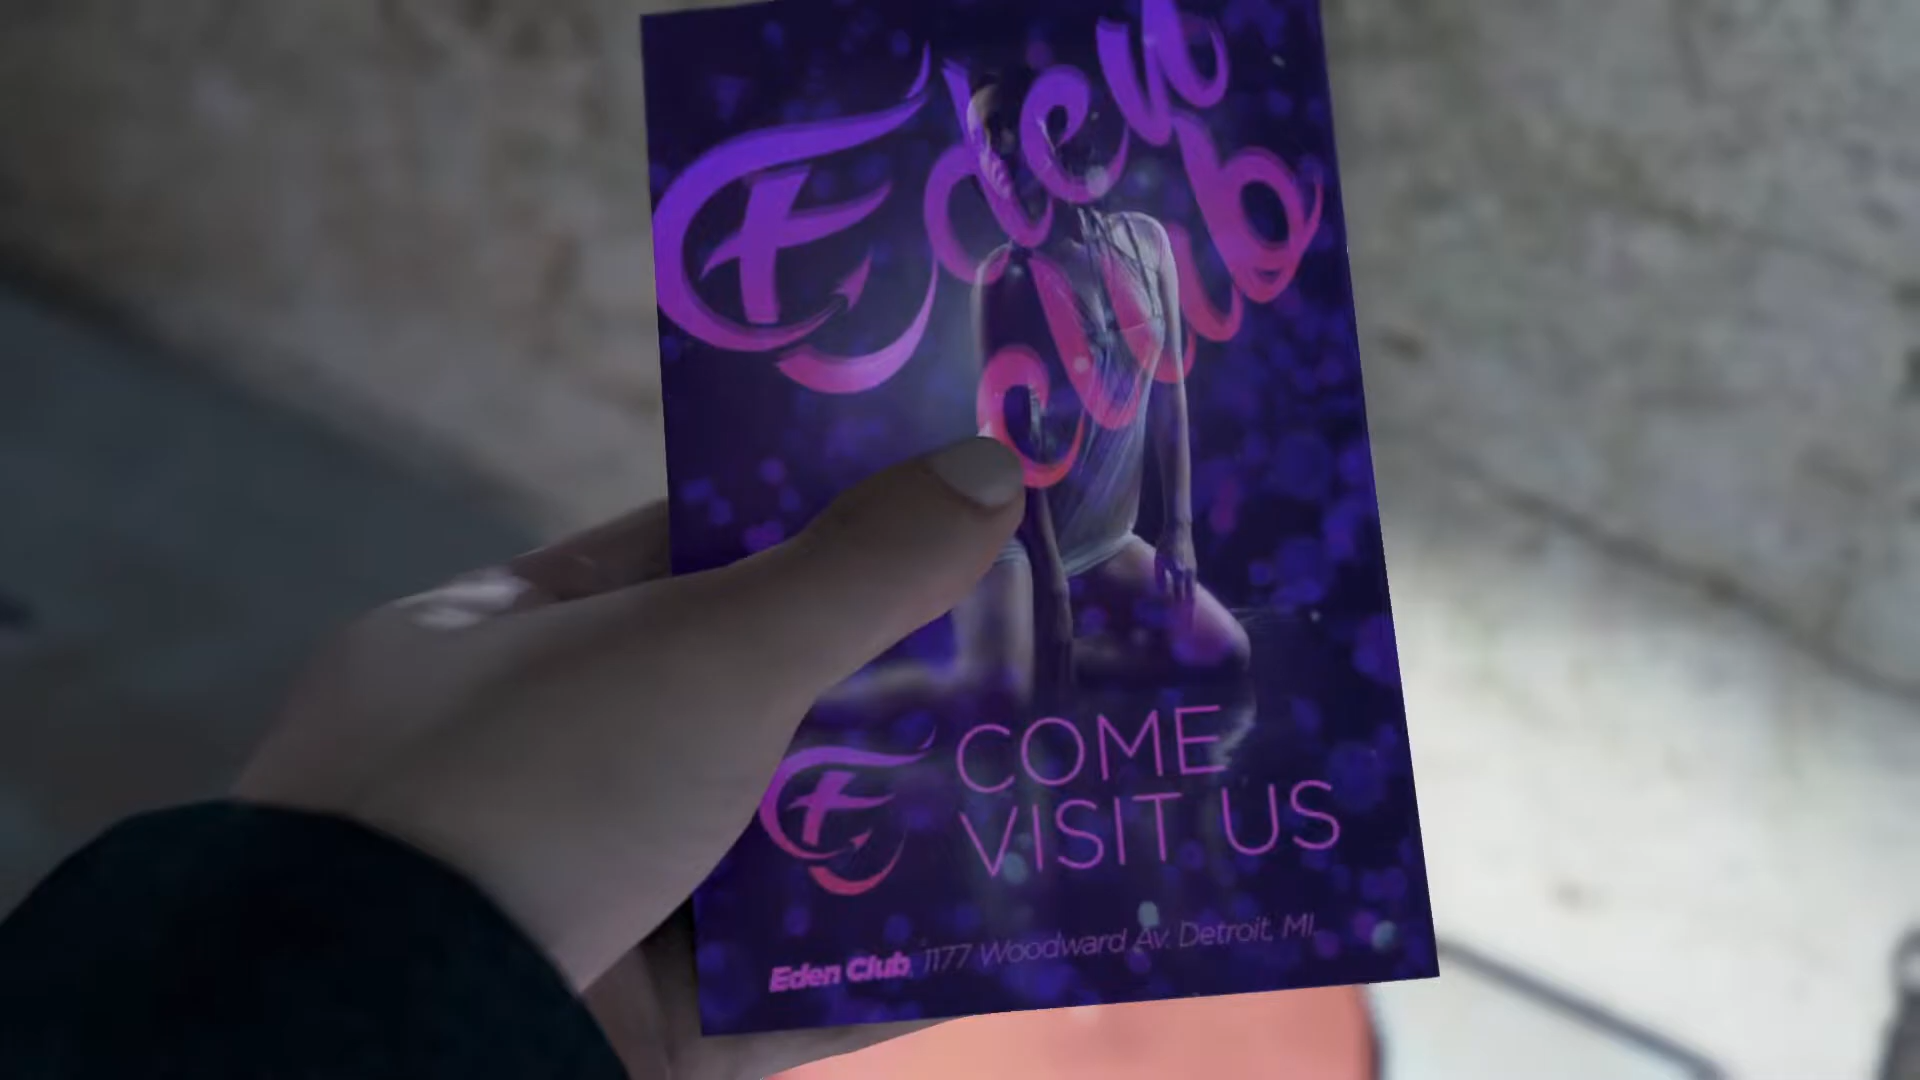 Eden
club
COME
VISIT US
Eden Club, 1177 Woodward Av. Detroit, MI.